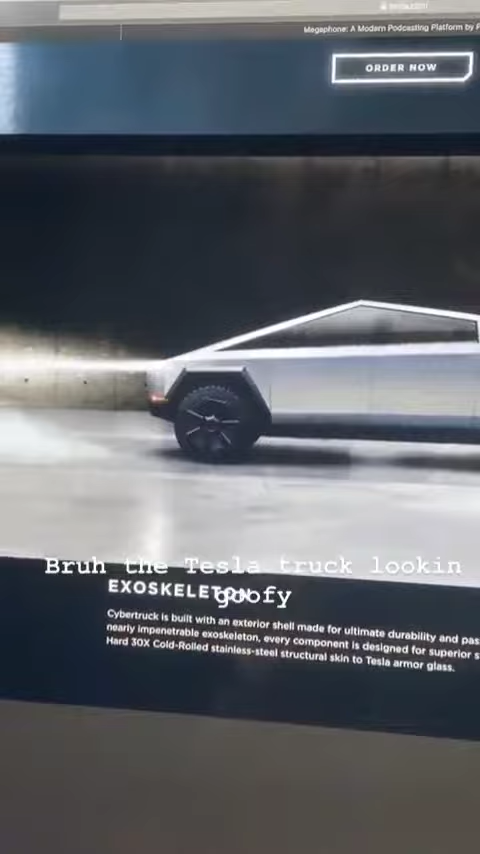 Megaphone: A Modern Podcasting Platform by
ORDER NOW
Bruh the Tesla truck lookin
goofy
EXOSKELETON
Cybertruck is built with an exterior shell made for ultimate durability and
nearly impenetrable exoskeleton, every component is designed for superior
Hard 30X Cold-Rolled stainless-steel structural skin to Tesla armor glass.